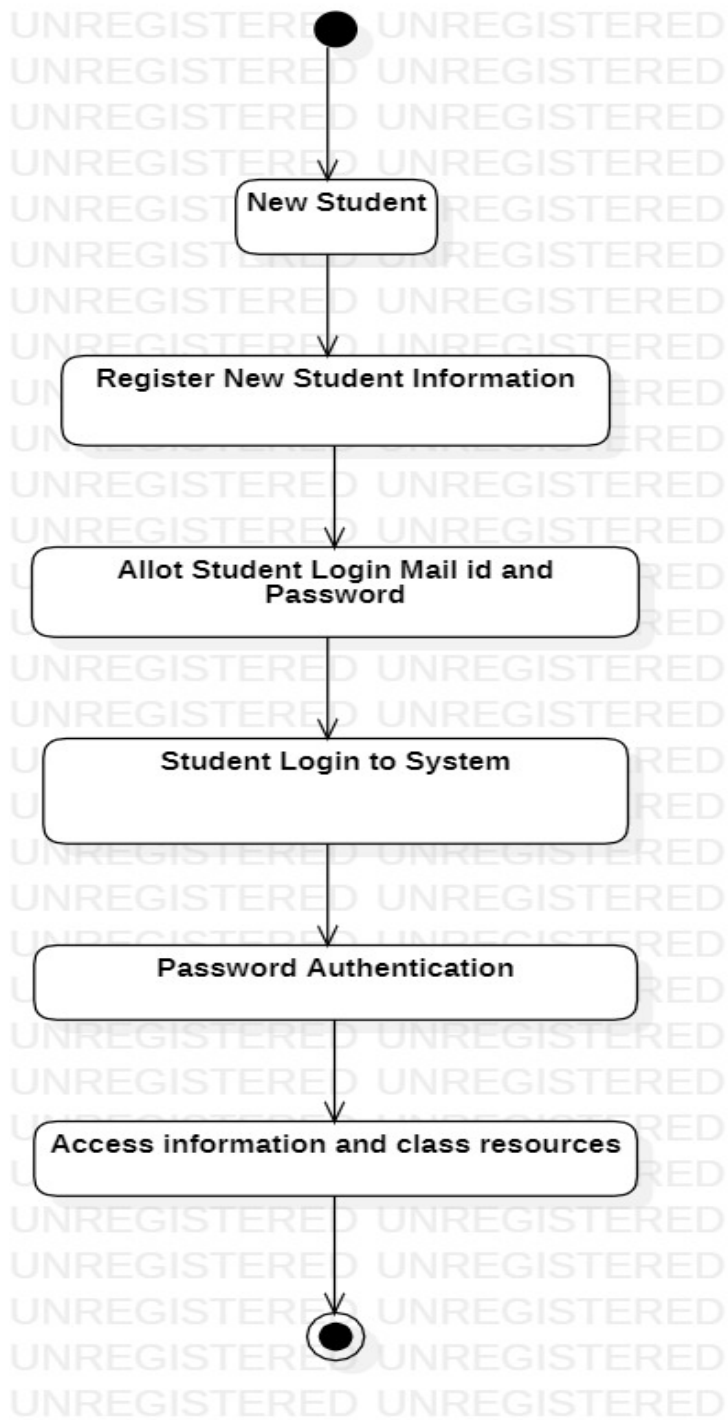 New Student
Register New Student Information
Allot Student Login Mail id and
Password
Student Login to System
Password Authentication
Access information and class resources
UNREGISTERED